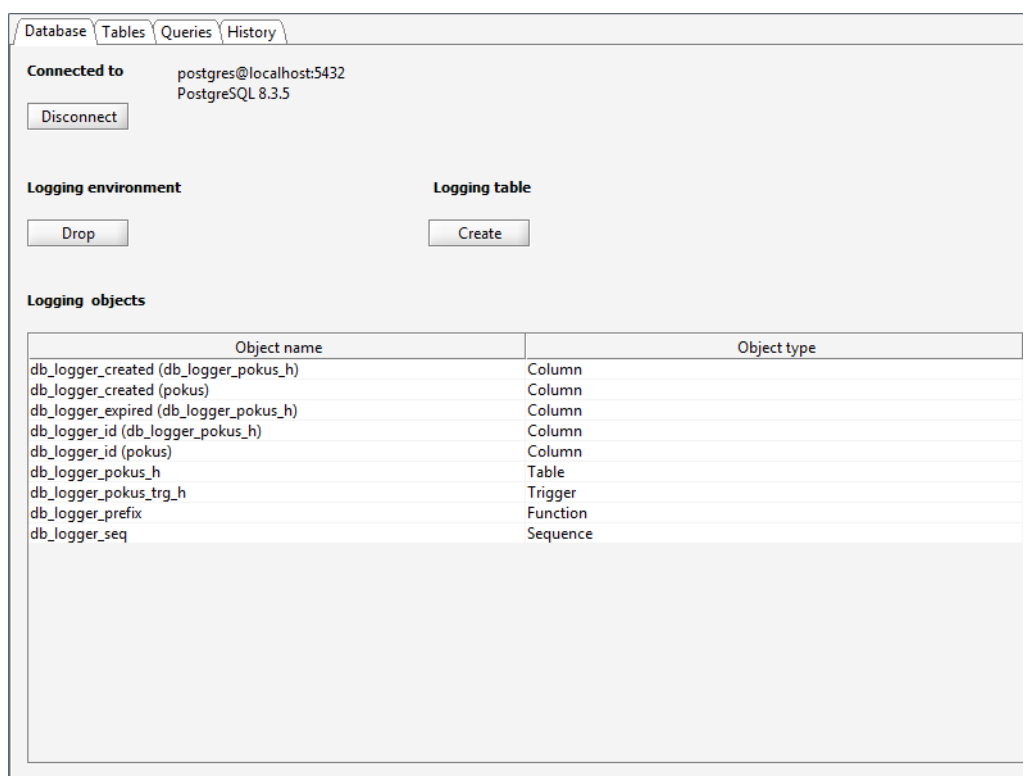 Database Tables Queries History
Connected to postgres@localhost:5432
PostgreSQL 8.3.5
Disconnect
Logging environment Logging table
Drop Create
Logging objects
Object name Object type
db_logger_created (db_logger_pokus_h) Column
db_logger_created (pokus) Column
db_logger_expired (db_logger_pokus_h) Column
db_logger_id (db_logger_pokus_h) Column
db_logger_id (pokus) Column
db_logger_pokus_h Table
db_logger_pokus_trg_h Trigger
db_logger_prefix Function
db_logger_seq Sequence